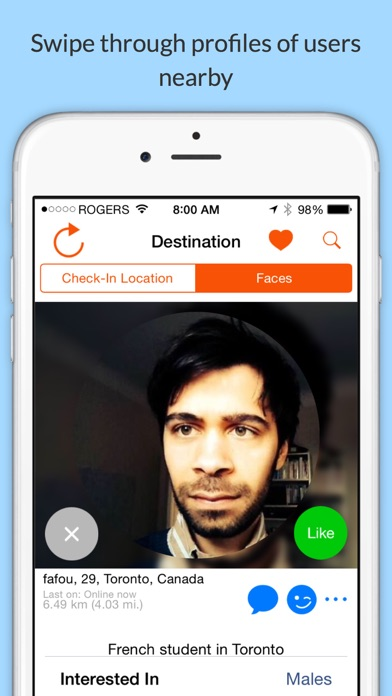 Swipe through profiles of users
nearby
ROGERS 8:00 AM 98%
Destination
Check-In Location Faces
Like
fafou, 29, Toronto, Canada
Last on: Online now
6.49 km (4.03 mi.)
French student in Toronto
Interested In Males